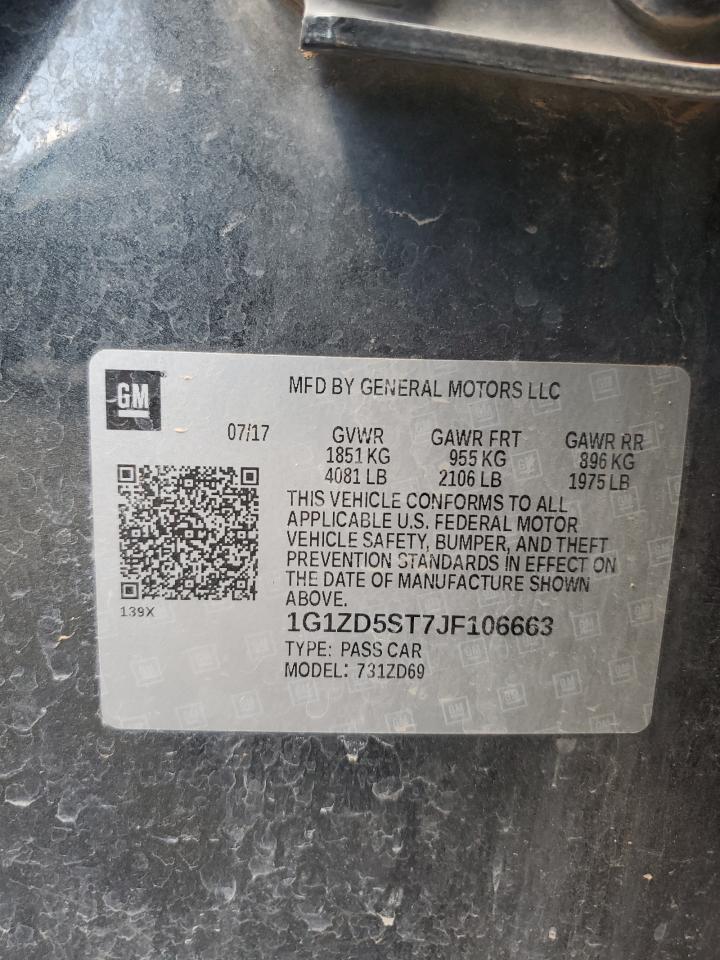 GM
MFD BY GENERAL MOTORS LLC
07/17
GVWR GAWR FRT GAWR RR
1851 KG 955 KG 896 KG
4081 LB 2106 LB 1975 LB
THIS VEHICLE CONFORMS TO ALL
APPLICABLE U.S. FEDERAL MOTOR
VEHICLE SAFETY, BUMPER, AND THEFT
PREVENTION STANDARDS IN EFFECT ON
THE DATE OF MANUFACTURE SHOWN
ABOVE.
139X
1G1ZD5ST7JF106663
TYPE: PASS CAR
MODEL: 731ZD69